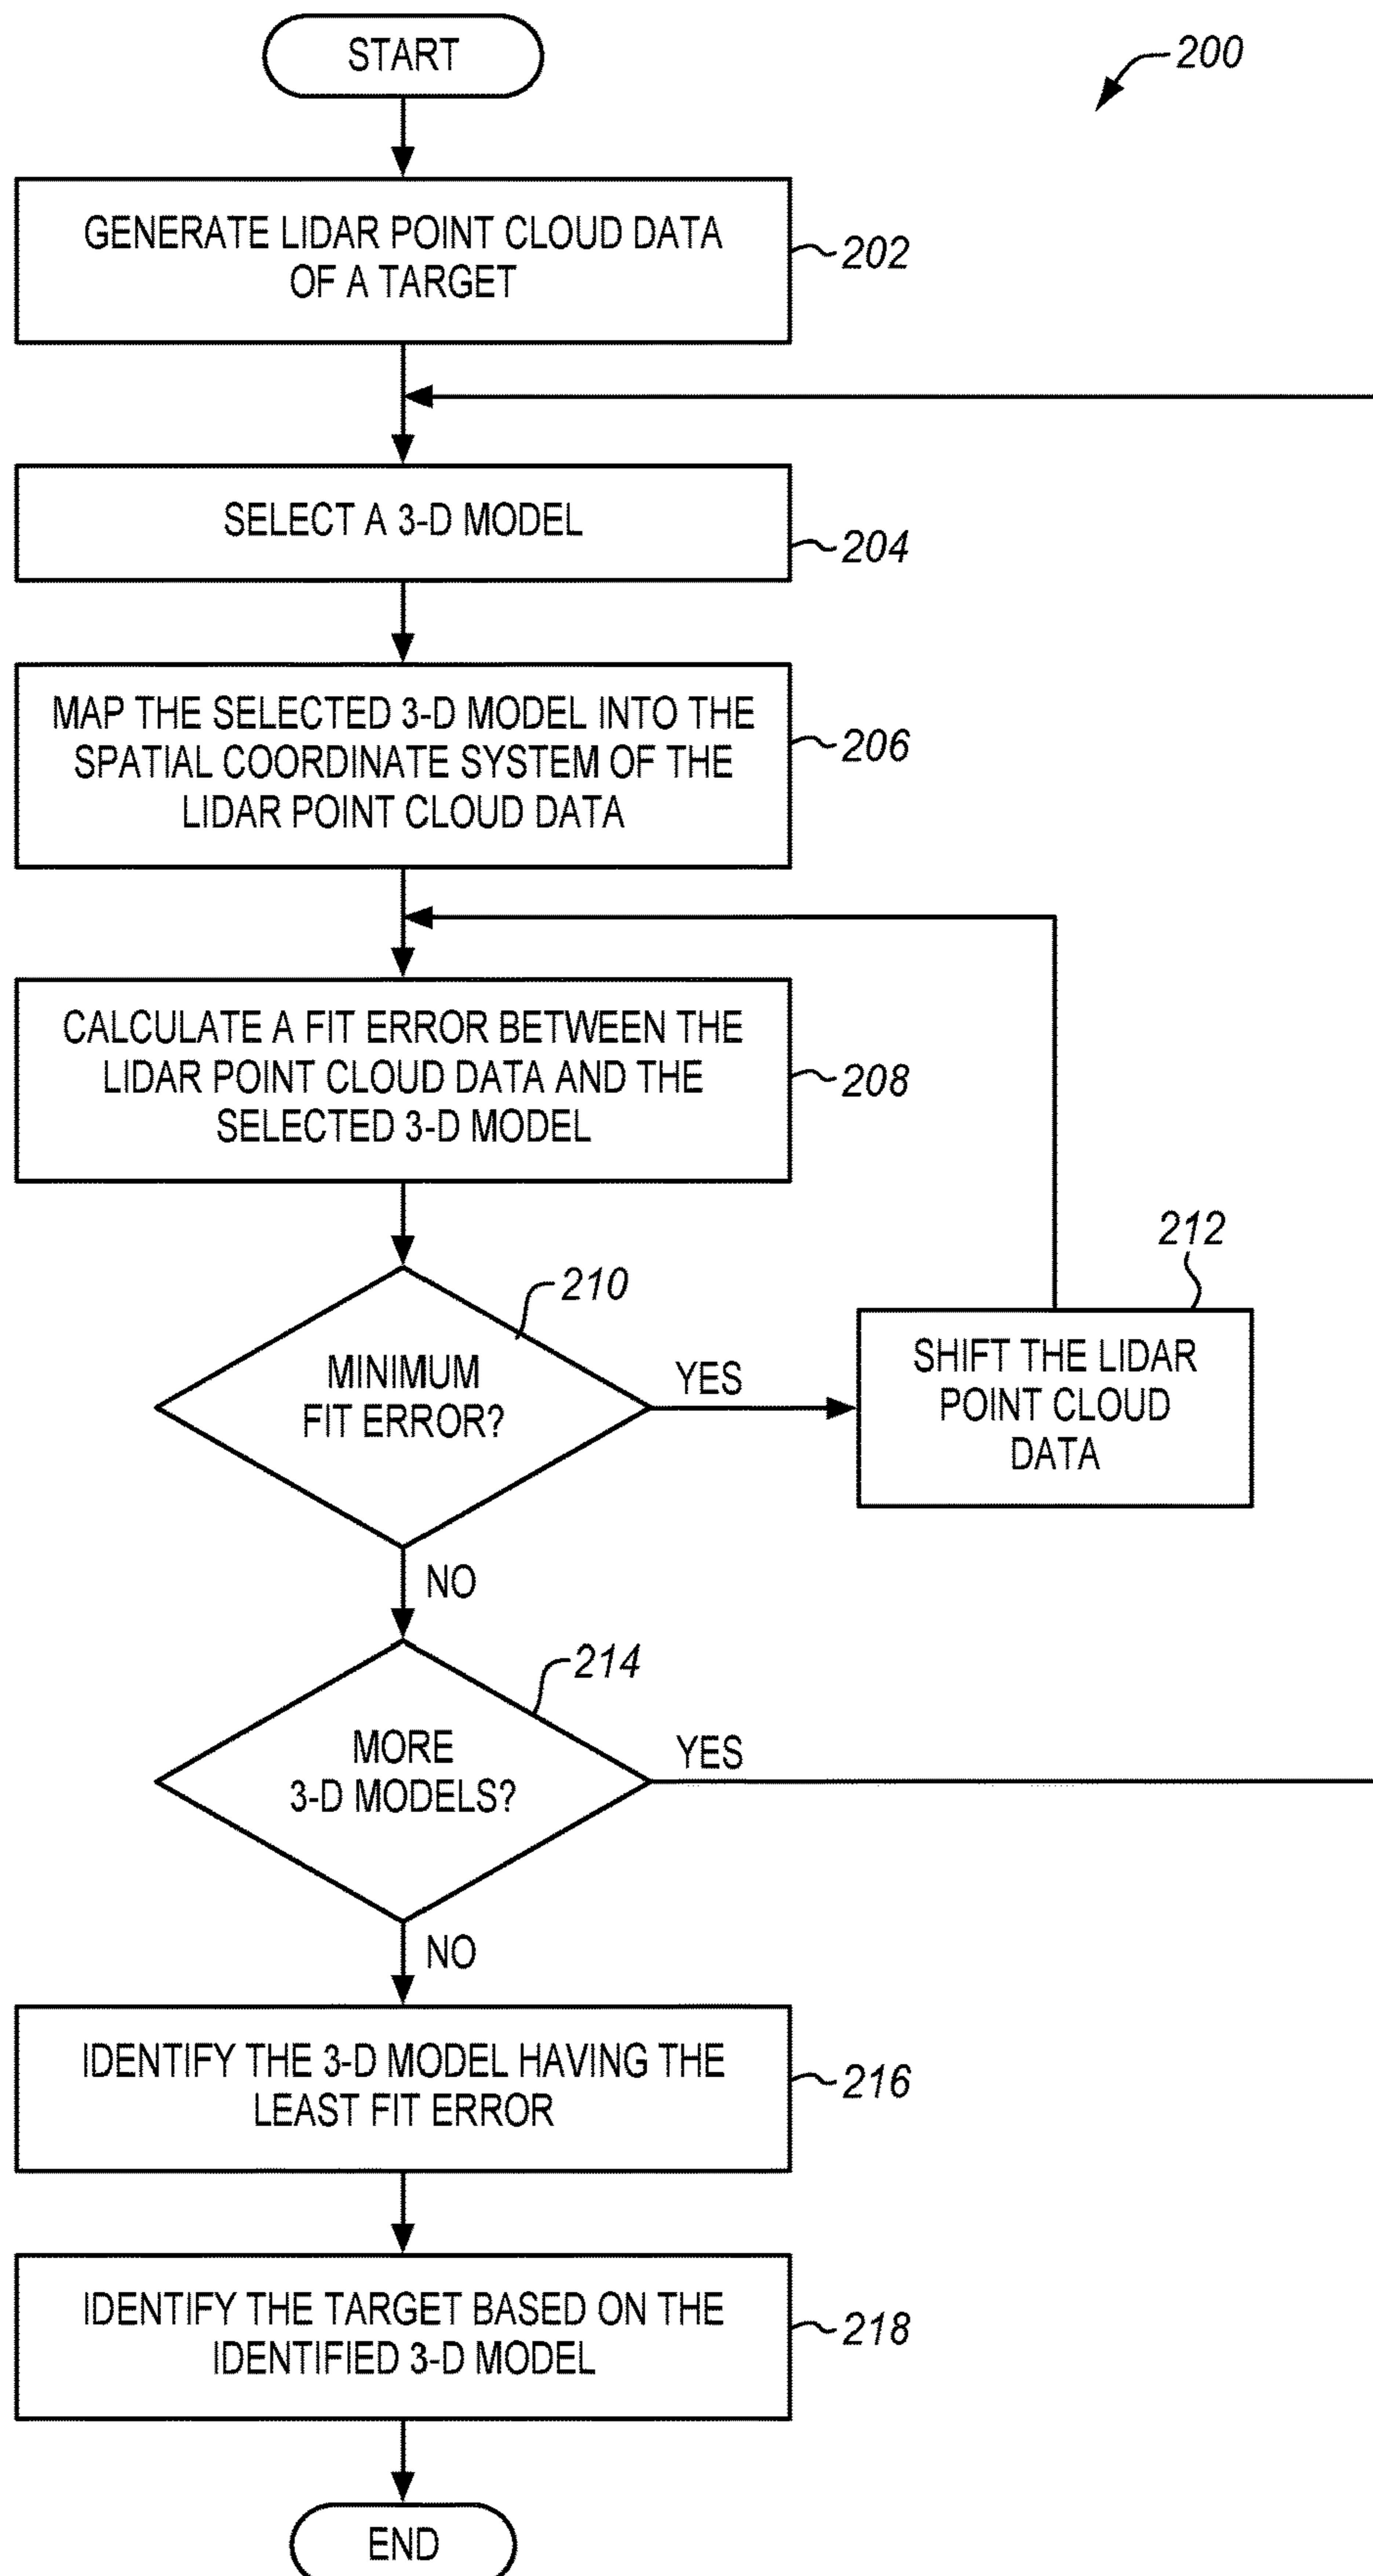 START
200
GENERATE LIDAR POINT CLOUD DATA
OF A TARGET
202
SELECT A 3-D MODEL
204
MAP THE SELECTED 3-D MODEL INTO THE
SPATIAL COORDINATE SYSTEM OF THE
LIDAR POINT CLOUD DATA
206
CALCULATE A FIT ERROR BETWEEN THE
LIDAR POINT CLOUD DATA AND THE
SELECTED 3-D MODEL
208
MINIMUM
FIT ERROR?
210
YES
SHIFT THE LIDAR
POINT CLOUD
DATA
212
NO
MORE
3-D MODELS?
214
YES
NO
IDENTIFY THE 3-D MODEL HAVING THE
LEAST FIT ERROR
216
IDENTIFY THE TARGET BASED ON THE
IDENTIFIED 3-D MODEL
218
END